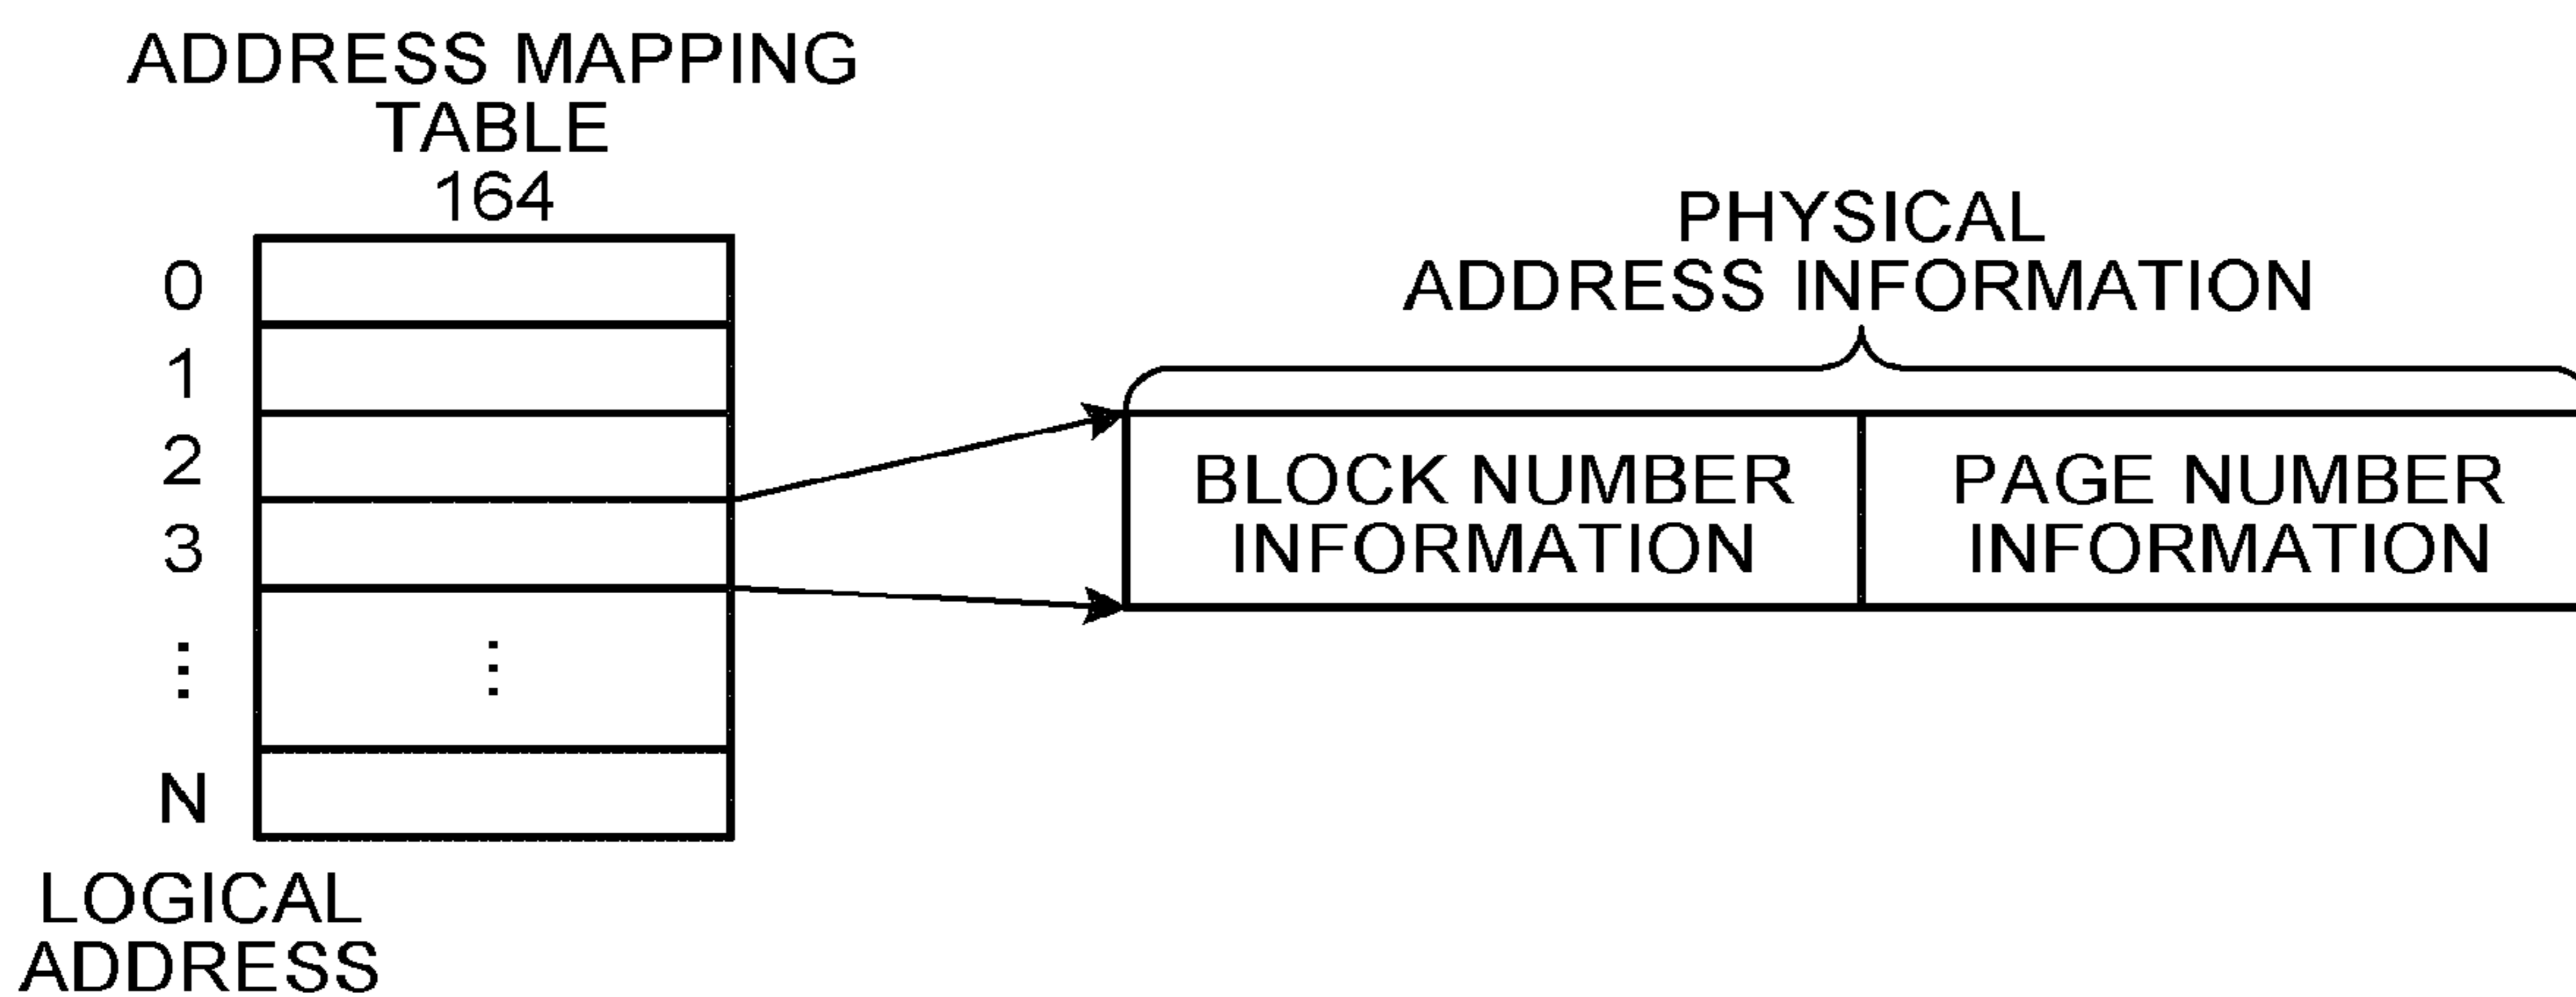 ADDRESS MAPPING
TABLE
164
0
1
2
3
⋮
⋮
N
LOGICAL
ADDRESS
PHYSICAL
ADDRESS INFORMATION
BLOCK NUMBER
INFORMATION
PAGE NUMBER
INFORMATION